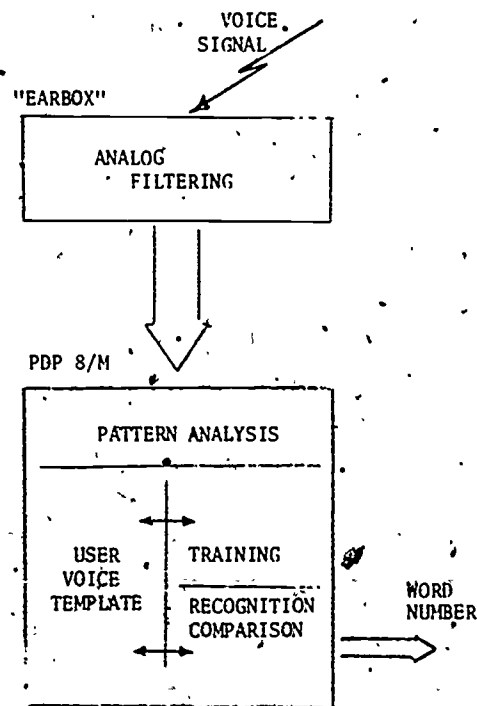 VOICE
SIGNAL
"EARBOX"
ANALOG
FILTERING
PDP 8/M
PATTERN ANALYSIS
USER
VOICE
TEMPLATE
TRAINING
RECOGNITION
COMPARISON
WORD
NUMBER